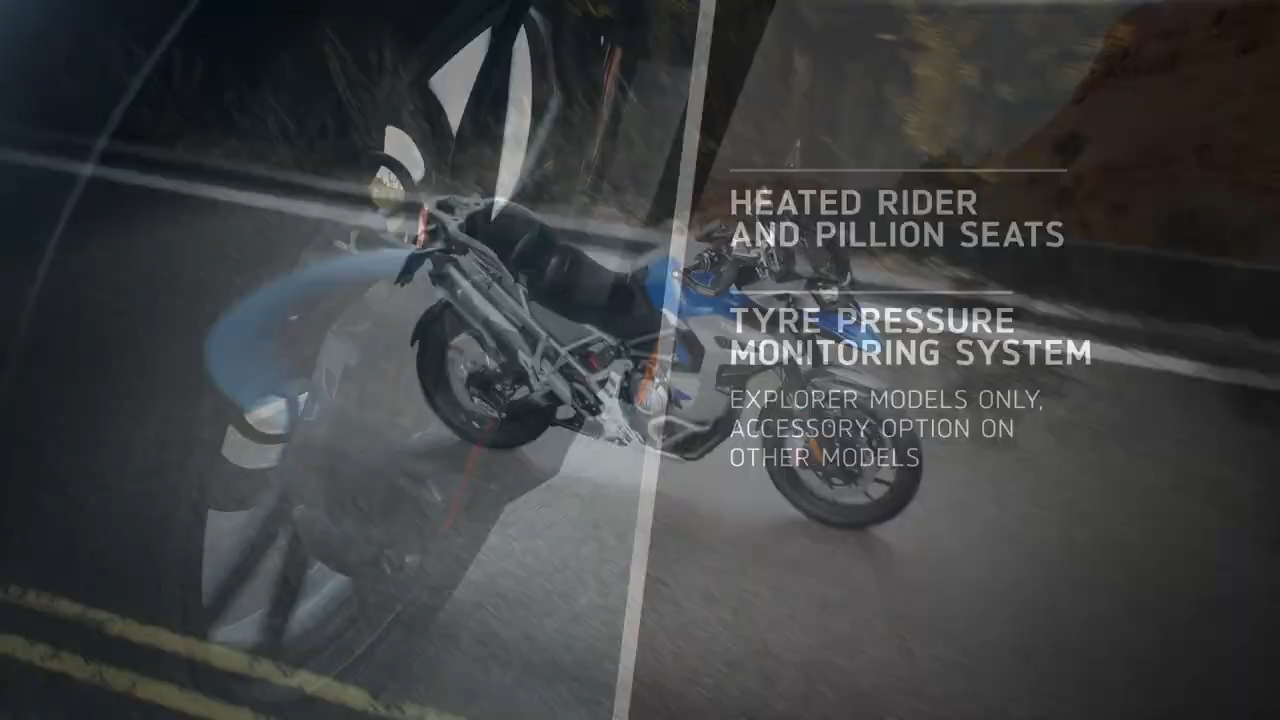 HEATED RIDER
AND PILLION SEATS
TYRE PRESSURE
MONITORING SYSTEM
EXPLORER MODELS ONLY,
ACCESSORY OPTION ON
OTHER MODELS